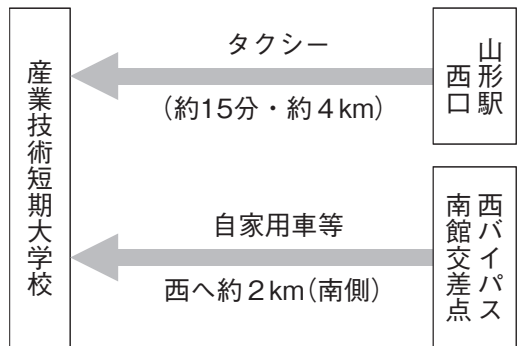 産業技術短期大学校
タクシー
(約15分・約4km)
山形駅
西口
自家用車等
西へ約2km(南側)
西バイパス
南館交差点